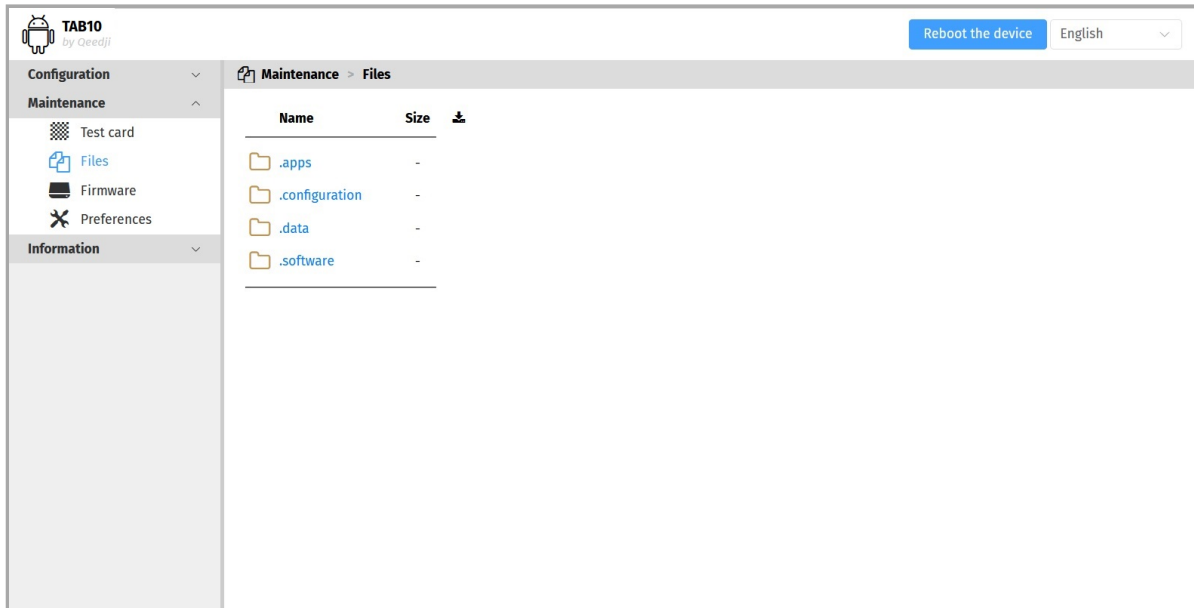 TAB10
by Qeedji
Reboot the device
English
Configuration
Maintenance
Test card
Files
Firmware
Preferences
Information
Maintenance > Files
Name Size
.apps -
.configuration -
.data -
.software -